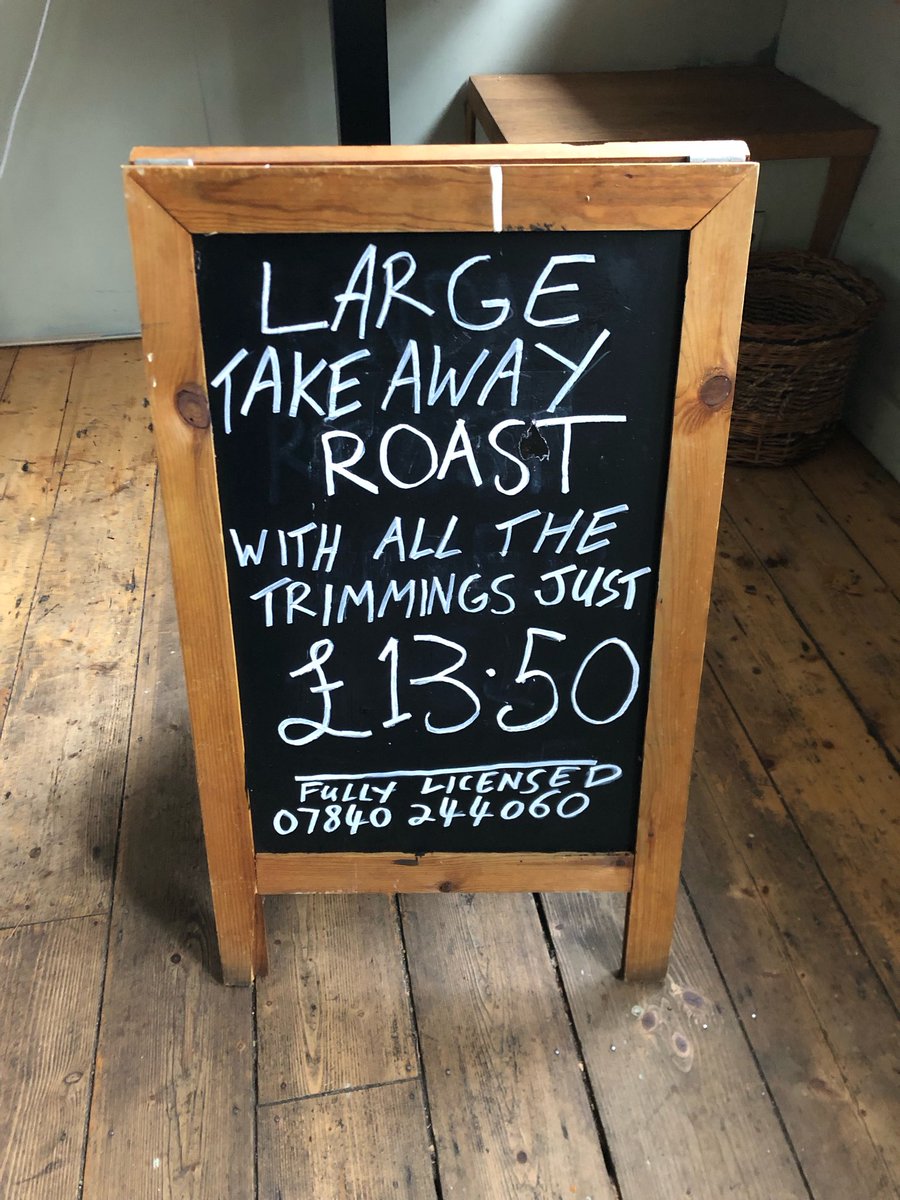 LARGE
TAKE AWAY
ROAST
WITH ALL THE
TRIMMINGS JUST
£13.50
FULLY LICENSED
07840 244060